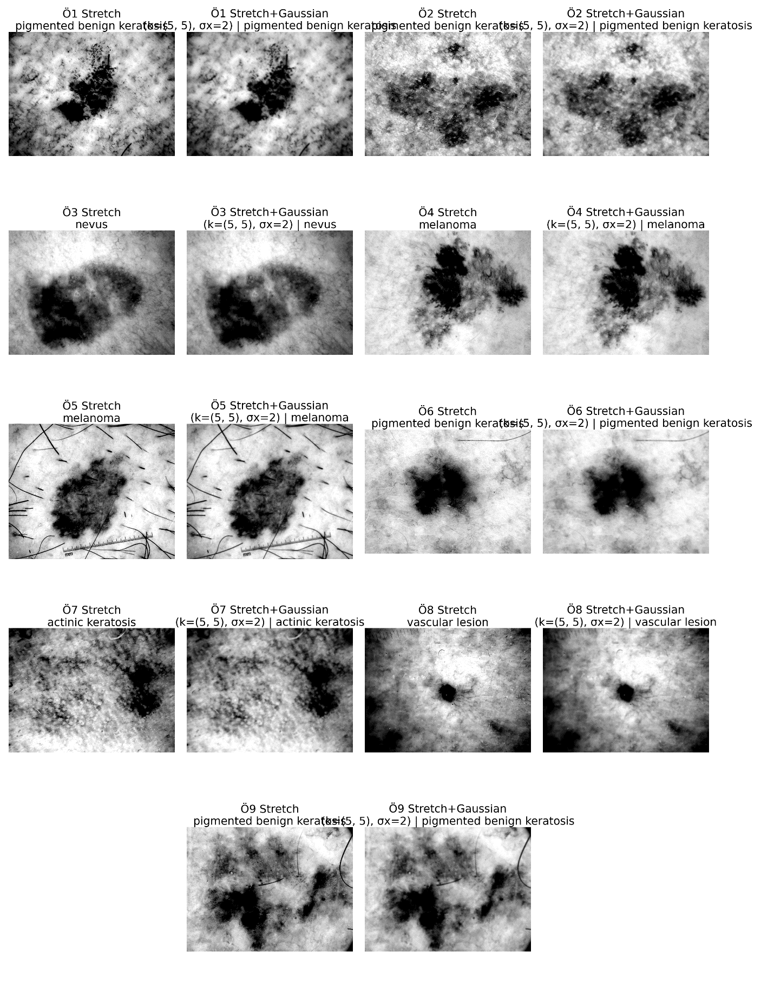 Ö1 Stretch
pigmented benign keratosis
Ö1 Stretch+Gaussian
(k=(5, 5), σx=2) | pigmented benign keratosis
Ö2 Stretch
pigmented benign keratosis
Ö2 Stretch+Gaussian
(k=(5, 5), σx=2) | pigmented benign keratosis
Ö3 Stretch
nevus
Ö3 Stretch+Gaussian
(k=(5, 5), σx=2) | nevus
Ö4 Stretch
melanoma
Ö4 Stretch+Gaussian
(k=(5, 5), σx=2) | melanoma
Ö5 Stretch
melanoma
Ö5 Stretch+Gaussian
(k=(5, 5), σx=2) | melanoma
mm
mm
Ö6 Stretch
pigmented benign keratosis
Ö6 Stretch+Gaussian
(k=(5, 5), σx=2) | pigmented benign keratosis
Ö7 Stretch
actinic keratosis
Ö7 Stretch+Gaussian
(k=(5, 5), σx=2) | actinic keratosis
Ö8 Stretch
vascular lesion
Ö8 Stretch+Gaussian
(k=(5, 5), σx=2) | vascular lesion
Ö9 Stretch
pigmented benign keratosis
Ö9 Stretch+Gaussian
(k=(5, 5), σx=2) | pigmented benign keratosis